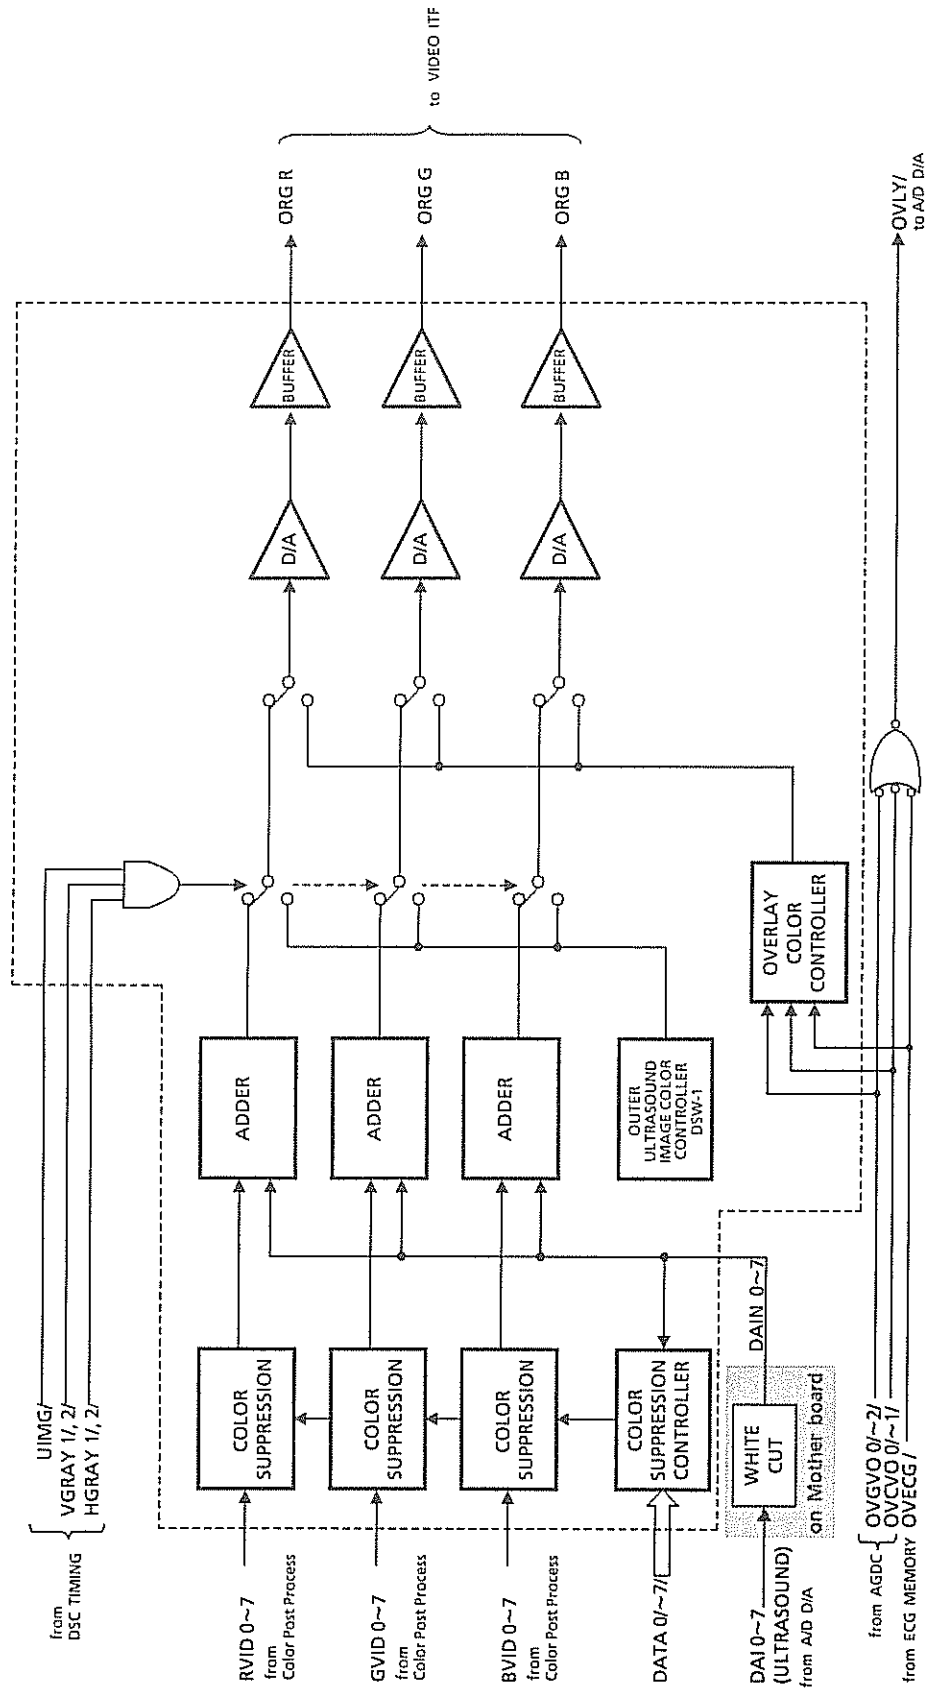 from
DSC TIMING
UIMG/
VGRAY 1/, 2/
HGRAY 1/, 2/
RVID 0~7
from
Color Post Process
COLOR
SUPPRESSION
ADDER
D/A
BUFFER
ORG R
GVID 0~7
from
Color Post Process
COLOR
SUPPRESSION
ADDER
D/A
BUFFER
ORG G
to VIDEO ITF
BVID 0~7
from
Color Post Process
COLOR
SUPPRESSION
ADDER
D/A
BUFFER
ORG B
DATA 0/~7/
COLOR
SUPPRESSION
CONTROLLER
OUTER
ULTRASOUND
IMAGE COLOR
CONTROLLER
DSW-1
DAI 0~7
(ULTRASOUND)
from A/D D/A
WHITE
CUT
on Mother board
DAIN 0~7
OVERLAY
COLOR
CONTROLLER
from AGDC
OVGVO 0/~2/
OVCVO 0/~1/
from ECG MEMORY OVECG /
OVLY/
to A/D D/A